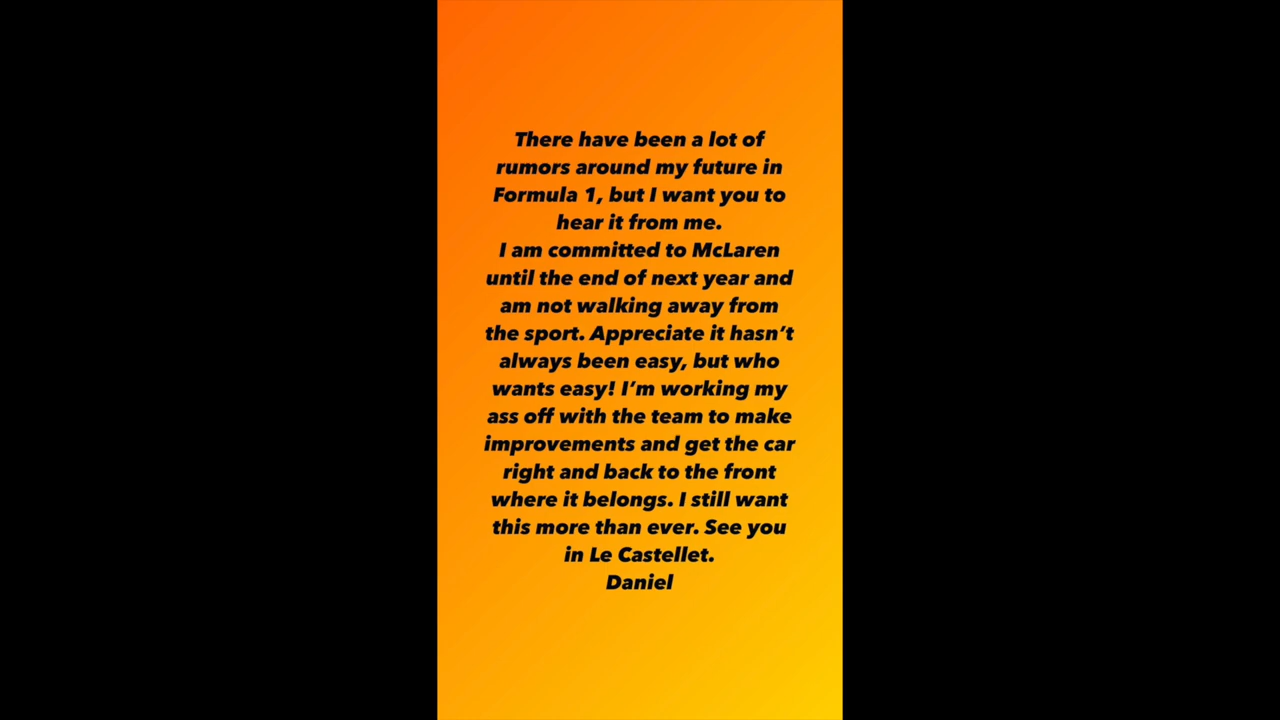 There have been a lot of
rumors around my future in
Formula 1, but I want you to
hear it from me.
I am committed to McLaren
until the end of next year and
am not walking away from
the sport. Appreciate it hasn’t
always been easy, but who
wants easy! I’m working my
ass off with the team to make
improvements and get the car
right and back to the front
where it belongs. I still want
this more than ever. See you
in Le Castellet.
Daniel